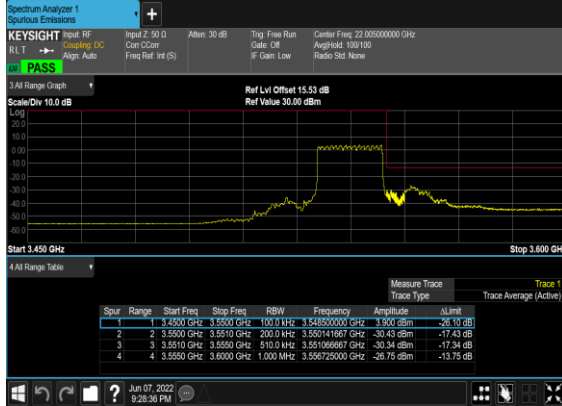 Spectrum Analyzer 1
Spurious Emissions
KEYSIGHT Input: RF Input Z: 50 Ω Atten: 30 dB Trig: Free Run Center Freq: 22.005000000 GHz
RLT Coupling: DC Corr CCorr Gate: Off Avg|Hold: 100/100
Align: Auto Freq Ref: Int (S) IF Gain: Low Radio Std: None
PASS
3 All Range Graph Ref Lvl Offset 15.53 dB
Scale/Div 10.0 dB Ref Value 30.00 dBm
Log
20.0
10.0
0.00
-10.0
-20.0
-30.0
-40.0
-50.0
-60.0
Start 3.450 GHz Stop 3.600 GH
4 All Range Table
Measure Trace Trace 1
Trace Type Trace Average (Active)
Spur Range Start Freq Stop Freq RBW Frequency Amplitude ΔLimit
1 1 3.4500 GHz 3.5500 GHz 100.0 kHz 3.548500000 GHz 3.900 dBm -26.10 dB
2 2 3.5500 GHz 3.5510 GHz 200.0 kHz 3.550141667 GHz -30.43 dBm -17.43 dB
3 3 3.5510 GHz 3.5550 GHz 510.0 kHz 3.551066667 GHz -30.34 dBm -17.34 dB
4 4 3.5550 GHz 3.6000 GHz 1.000 MHz 3.556725000 GHz -26.75 dBm -13.75 dB
Jun 07, 2022
9:28:36 PM